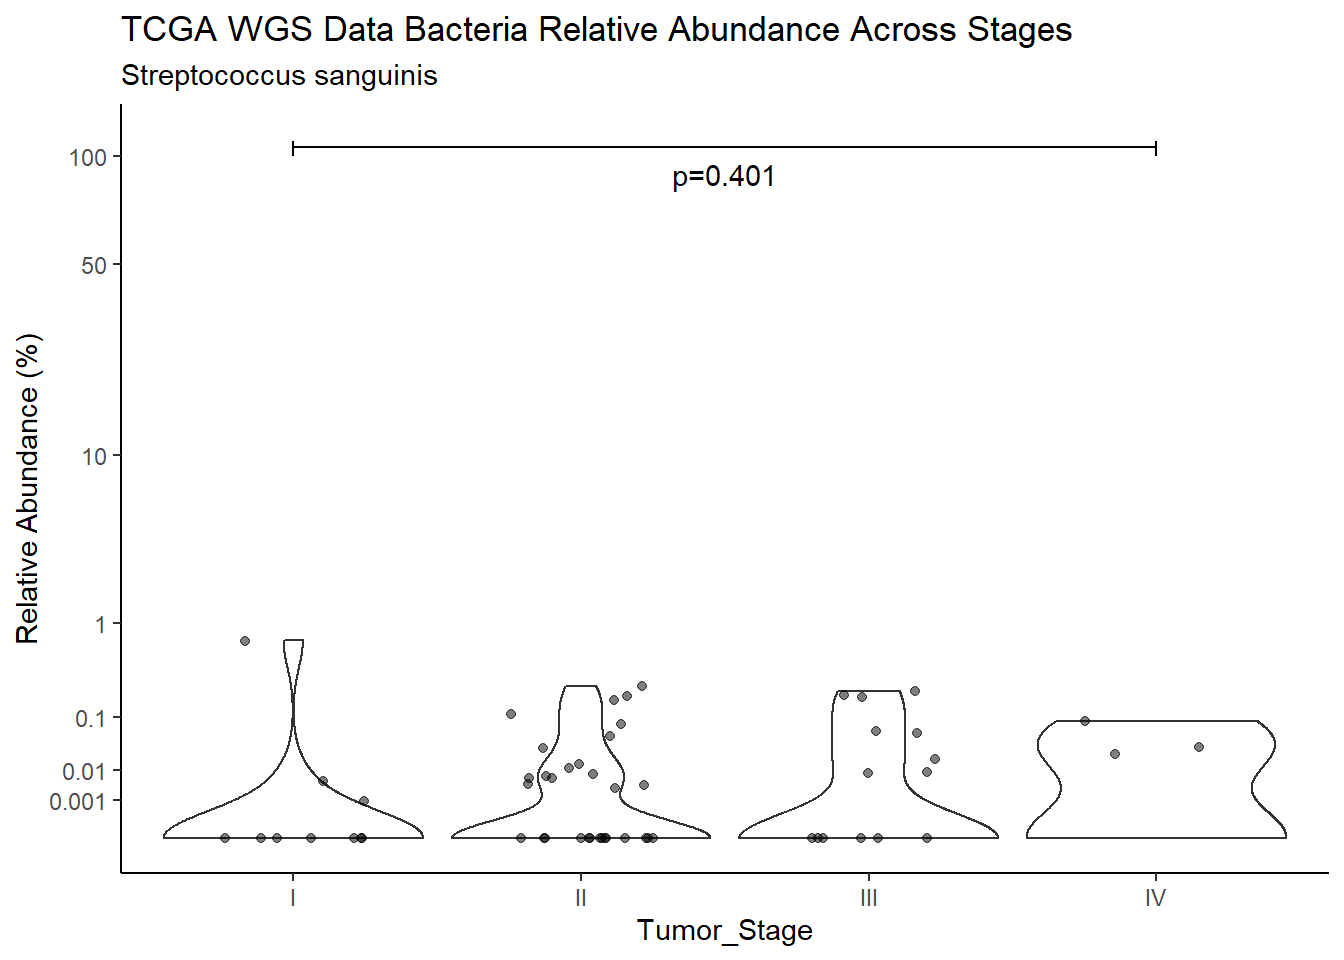 TCGA WGS Data Bacteria Relative Abundance Across Stages
Streptococcus sanguinis
100
p=0.401
50
10
1
0.1
0.01
0.001
Relative Abundance (%)
I II III IV
Tumor_Stage